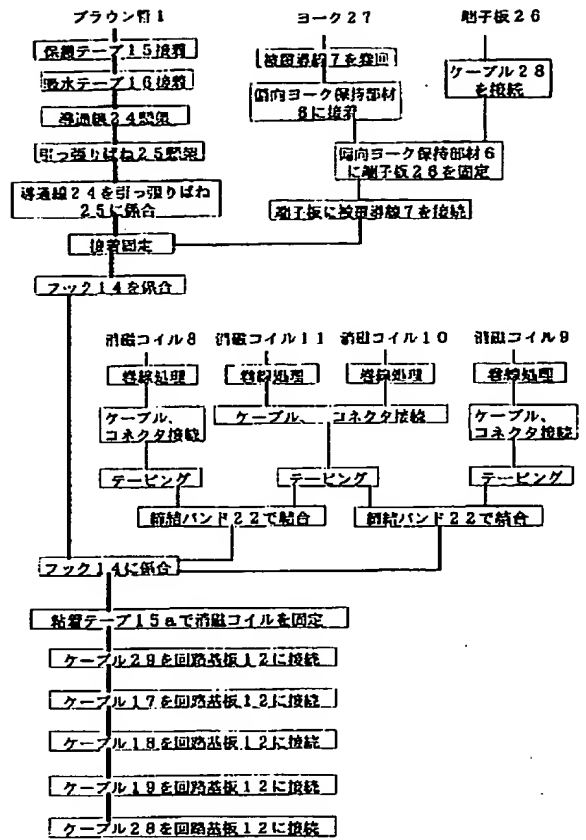 ブラウン管1
ヨーク27
端子板26
保護テープ15接着
吸水テープ16接着
導通線24懸架
引っ張りばね25懸架
導通線24を引っ張りばね
25に係合
接着固定
フック14を係合
被覆導線7を巻回
偏向ヨーク保持部材
6に接着
ケーブル28
を接続
偏向ヨーク保持部材6
に端子板26を固定
端子板に被覆導線7を接続
消磁コイル8
消磁コイル11
消磁コイル10
消磁コイル9
巻線処理
巻線処理
巻線処理
巻線処理
ケーブル、
コネクタ接続
ケーブル、 コネクタ接続
ケーブル、
コネクタ接続
テーピング
テーピング
テーピング
締結バンド22で結合
締結バンド22で結合
フック14に係合
粘着テープ15aで消磁コイルを固定
ケーブル29を回路基板12に接続
ケーブル17を回路基板12に接続
ケーブル18を回路基板12に接続
ケーブル19を回路基板12に接続
ケーブル28を回路基板12に接続